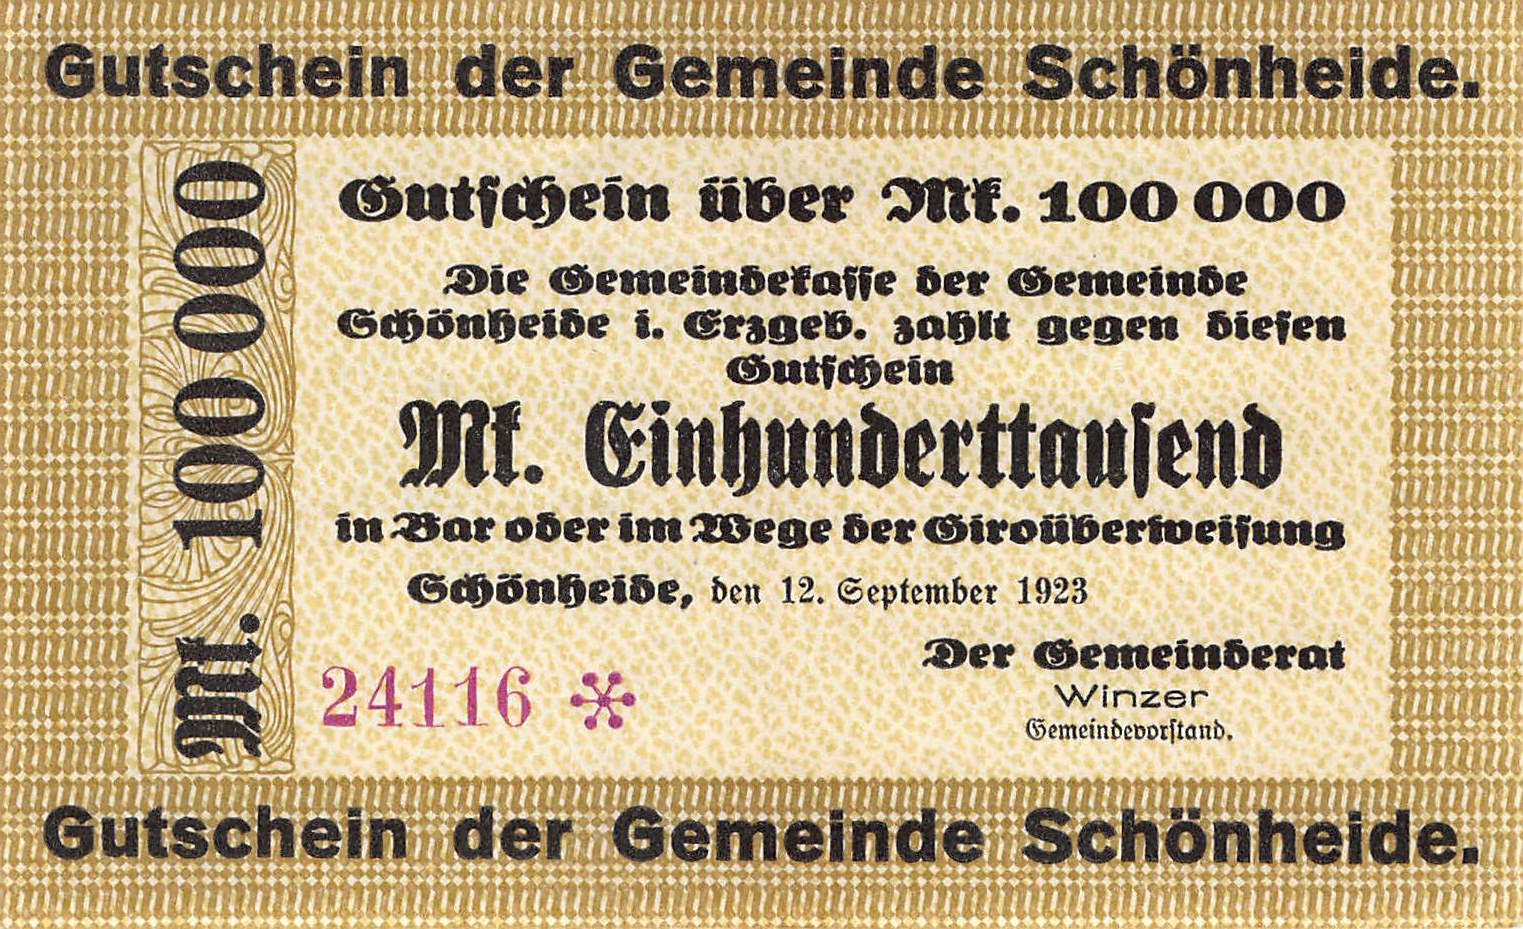 Gutschein der Gemeinde Schönheide.
Mk. 100 000
Gutschein über Mk. 100 000
Die Gemeindekasse der Gemeinde
Schönheide i. Erzgeb. zahlt gegen diesen
Gutschein
Mk. Einhunderttausend
in Bar oder im Wege der Giroüberweisung
Schönheide, den 12. September 1923
Der Gemeinderat
Winzer
Gemeindevorstand.
24116
Gutschein der Gemeinde Schönheide.